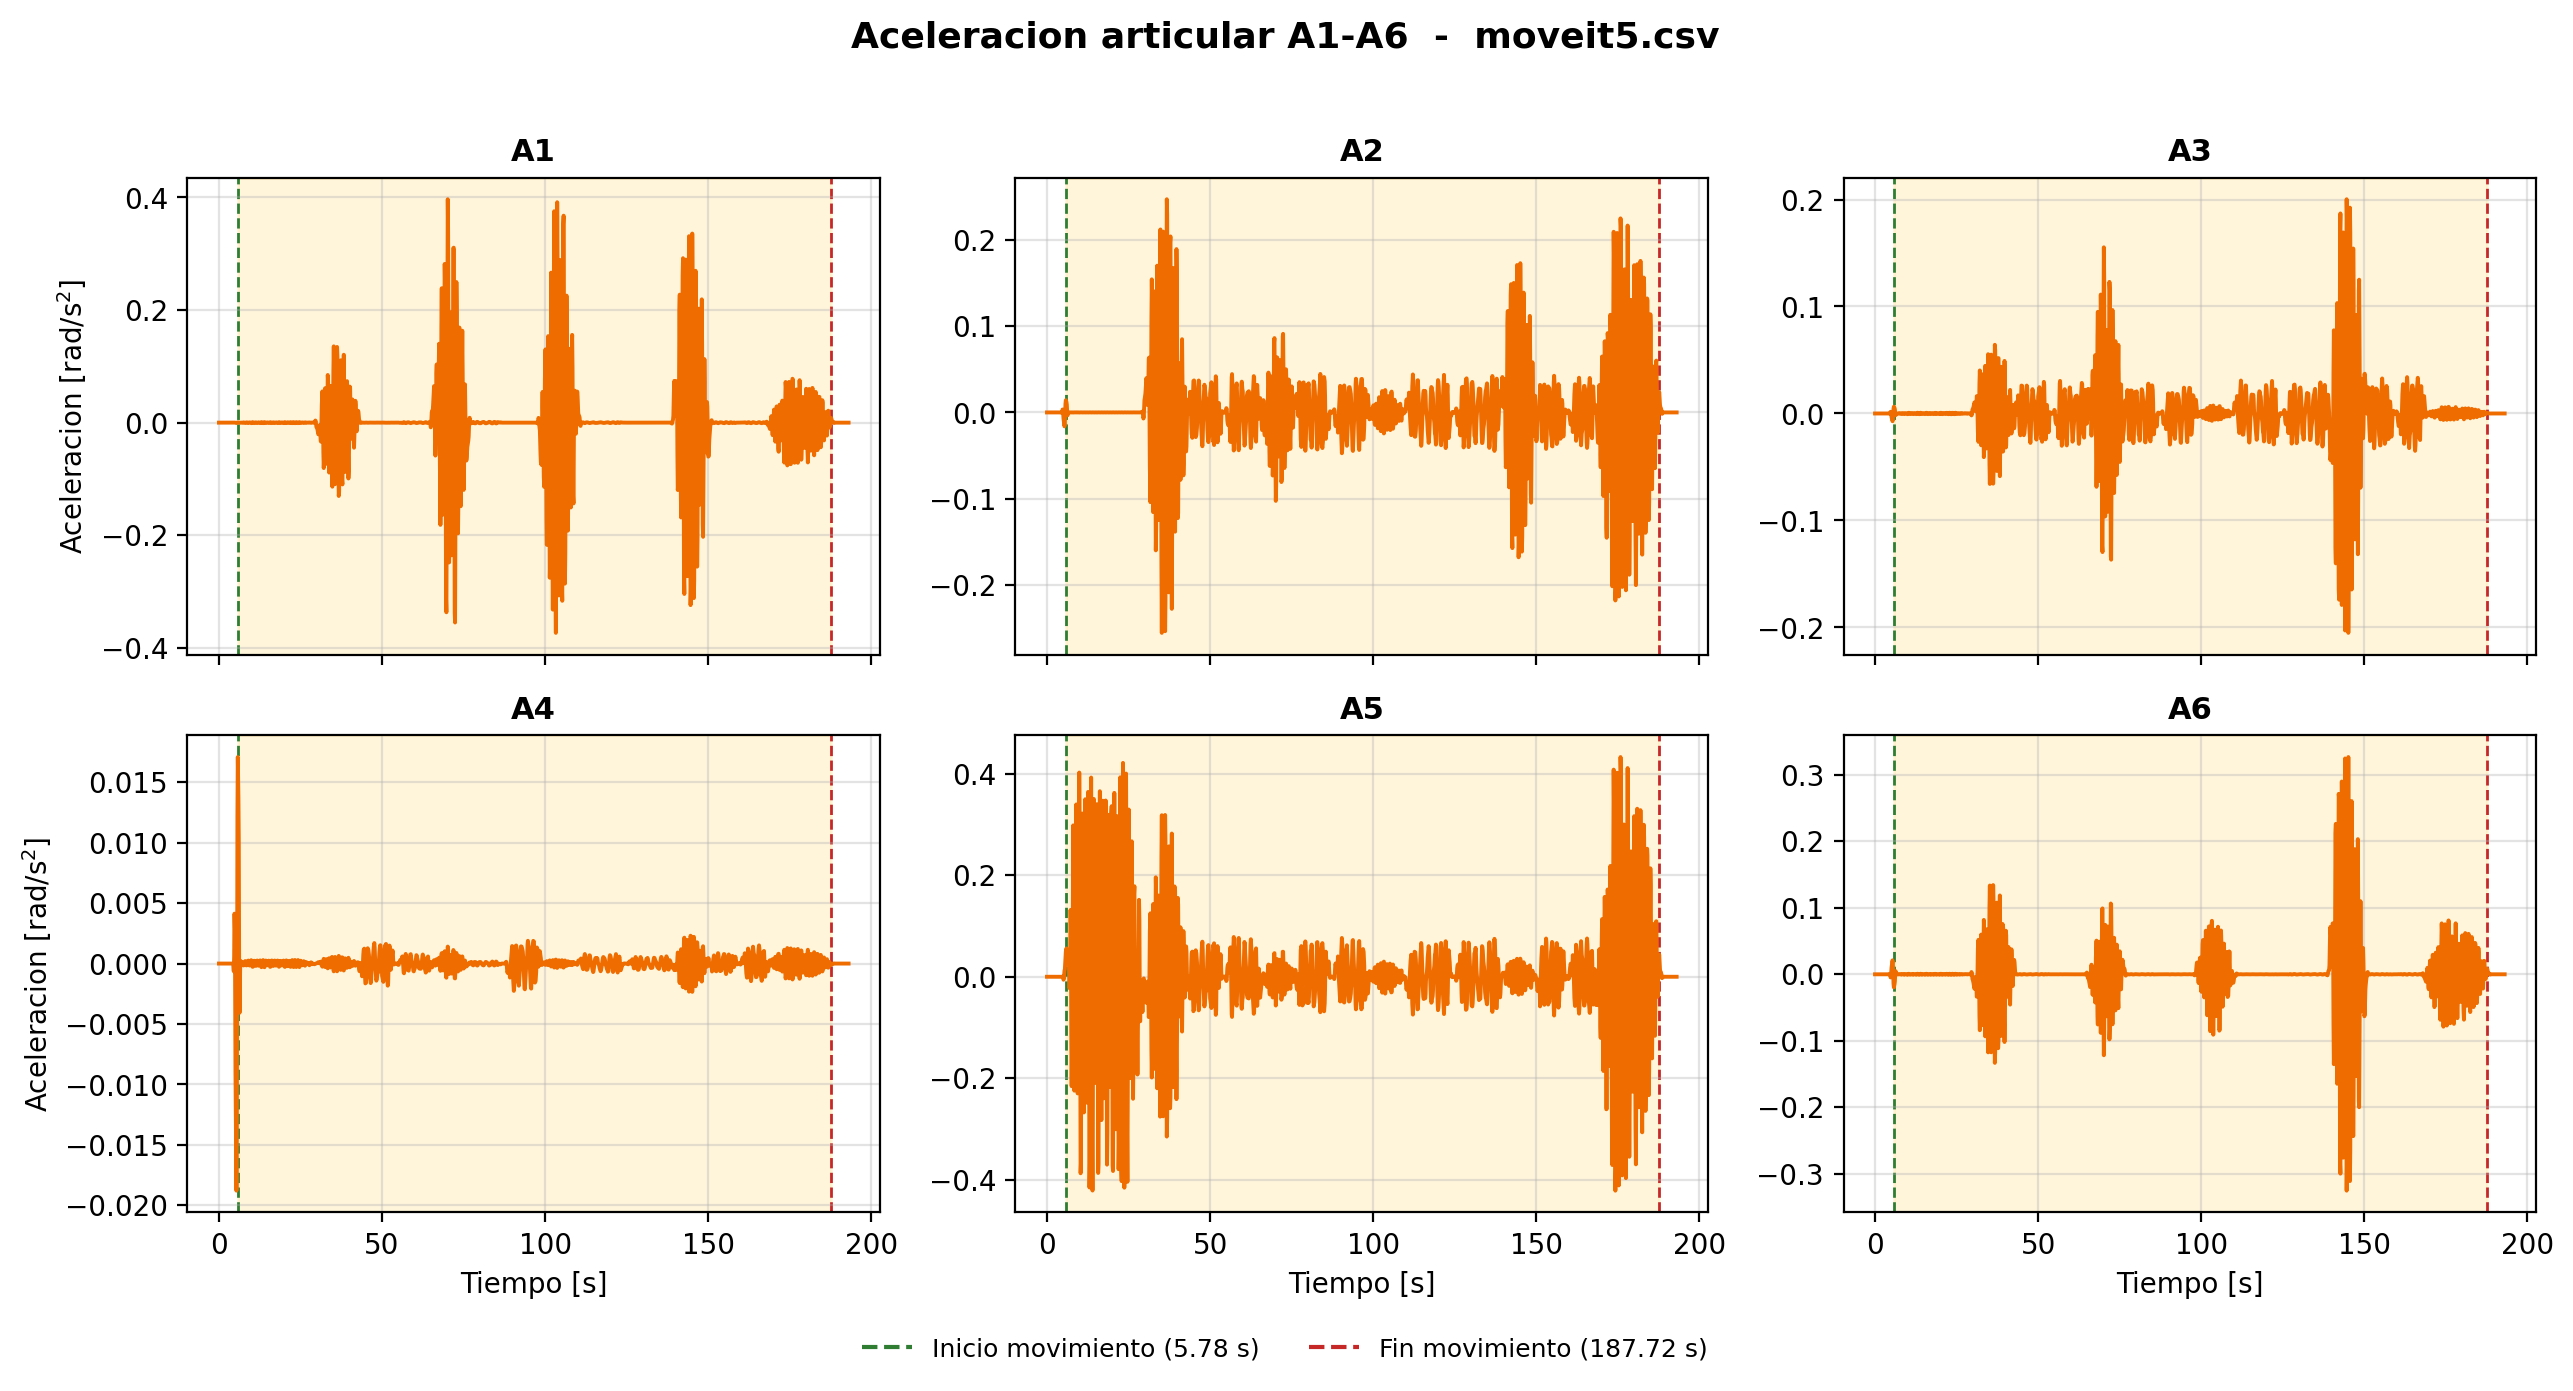 Aceleracion articular A1-A6  -  moveit5.csv
A1
A2
A3
Aceleracion [rad/s²]
0.4
0.2
0.0
−0.2
−0.4
0.2
0.1
0.0
−0.1
−0.2
0.2
0.1
0.0
−0.1
−0.2
A4
A5
A6
Aceleracion [rad/s²]
0.015
0.010
0.005
0.000
−0.005
−0.010
−0.015
−0.020
0.4
0.2
0.0
−0.2
−0.4
0.3
0.2
0.1
0.0
−0.1
−0.2
−0.3
0 50 100 150 200
0 50 100 150 200
0 50 100 150 200
Tiempo [s]
Tiempo [s]
Tiempo [s]
Inicio movimiento (5.78 s)
Fin movimiento (187.72 s)